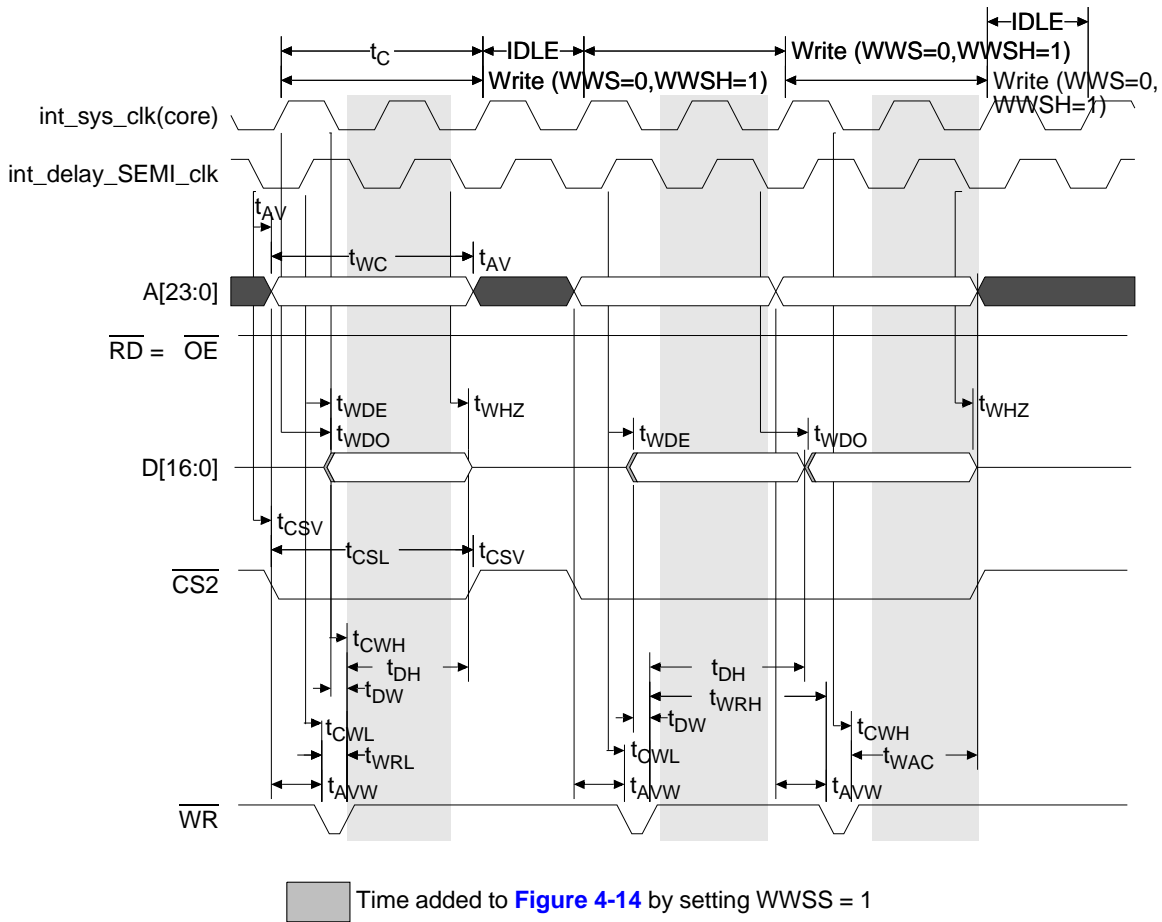 IDLE
tC IDLE Write (WWS=0,WWSH=1)
Write (WWS=0,WWSH=1) Write (WWS=0,
WWSH=1)
int_sys_clk(core)
int_delay_SEMI_clk
tAV
tWC tAV
A[23:0]
RD = OE
tWDE tWHZ tWHZ
tWDO tWDE tWDO
D[16:0]
tCSV
tCSL tCSV
CS2
tCWH
tDH tDH
tDW tWRH
tDW
tCWL tCWH
tWRL tCWL tWAC
tAVW tAVW tAVW
WR
Time added to Figure 4-14 by setting WWSS = 1